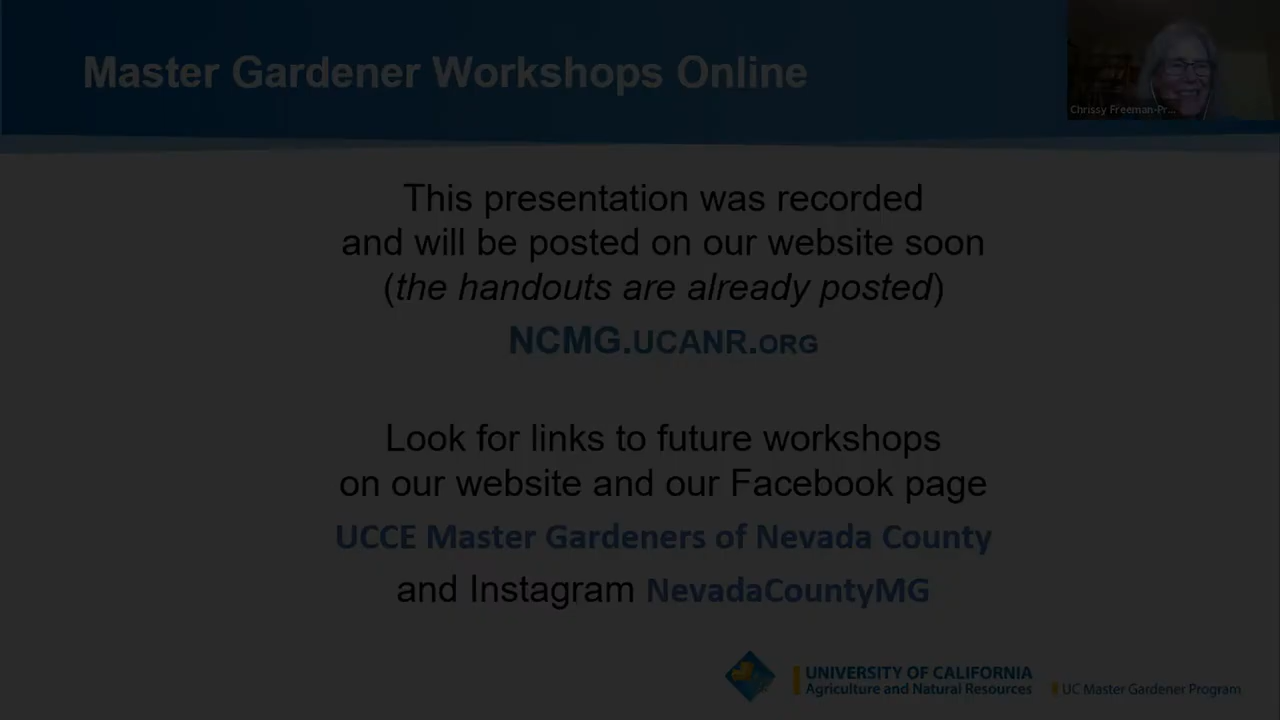 Master Gardener Workshops Online
Chrissy Freeman-Pr...
This presentation was recorded
and will be posted on our website soon
(the handouts are already posted)
NCMG.UCANR.ORG
Look for links to future workshops
on our website and our Facebook page
UCCE Master Gardeners of Nevada County
and Instagram NevadaCountyMG
UNIVERSITY OF CALIFORNIA
Agriculture and Natural Resources
UC Master Gardener Program